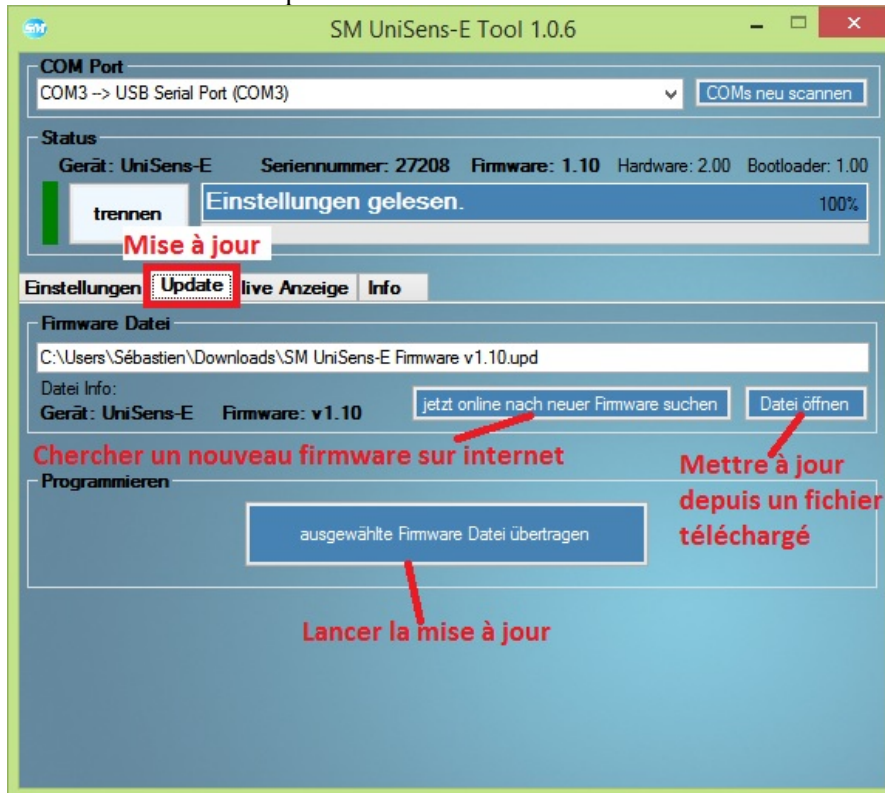 SM UniSens-E Tool 1.0.6
COM Port
COM3 --> USB Serial Port (COM3)
COMs neu scannen
Status
Gerät: UniSens-E Seriennummer: 27208 Firmware: 1.10 Hardware: 2.00 Bootloader: 1.00
trennen
Einstellungen gelesen. 100%
Mise à jour
Einstellungen Update live Anzeige Info
Firmware Datei
C:\Users\Sébastien\Downloads\SM UniSens-E Firmware v1.10.upd
Datei Info:
Gerät: UniSens-E Firmware: v1.10
jetzt online nach neuer Firmware suchen
Datei öffnen
Chercher un nouveau firmware sur internet
Mettre à jour
depuis un fichier
téléchargé
Programmieren
ausgewählte Firmware Datei übertragen
Lancer la mise à jour